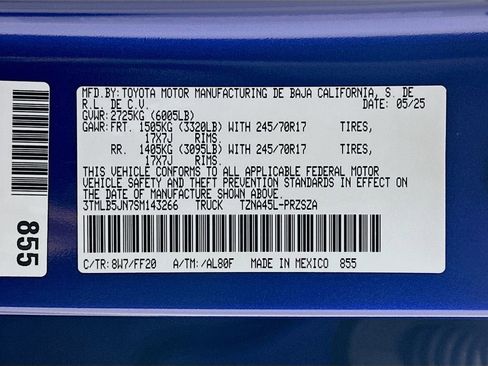 MFD.BY:TOYOTA MOTOR MANUFACTURING DE BAJA CALIFORNIA, S. DE
R.L. DE C.V. DATE: 05/25
GVWR:2725KG (6005LB)
GAWR:FRT. 1505KG (3320LB) WITH 245/70R17 TIRES,
17X7J RIMS.
RR. 1405KG (3095LB) WITH 245/70R17 TIRES,
17X7J RIMS.
THIS VEHICLE CONFORMS TO ALL APPLICABLE FEDERAL MOTOR
VEHICLE SAFETY AND THEFT PREVENTION STANDARDS IN EFFECT ON
THE DATE OF MANUFACTURE SHOWN ABOVE.
3TMLB5JN7SM143266 TRUCK TZNA45L-PRZSZA
C/TR: 8W7/FF20 A/TM: /AL80F MADE IN MEXICO 855
855